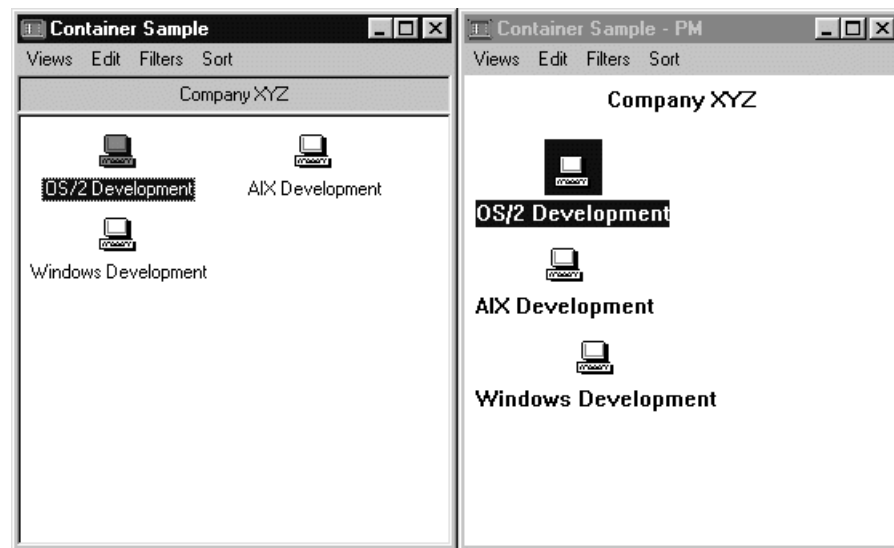 Container Sample
Views Edit Filters Sort
Company XYZ
OS/2 Development AIX Development
Windows Development
Container Sample - PM
Views Edit Filters Sort
Company XYZ
OS/2 Development
AIX Development
Windows Development